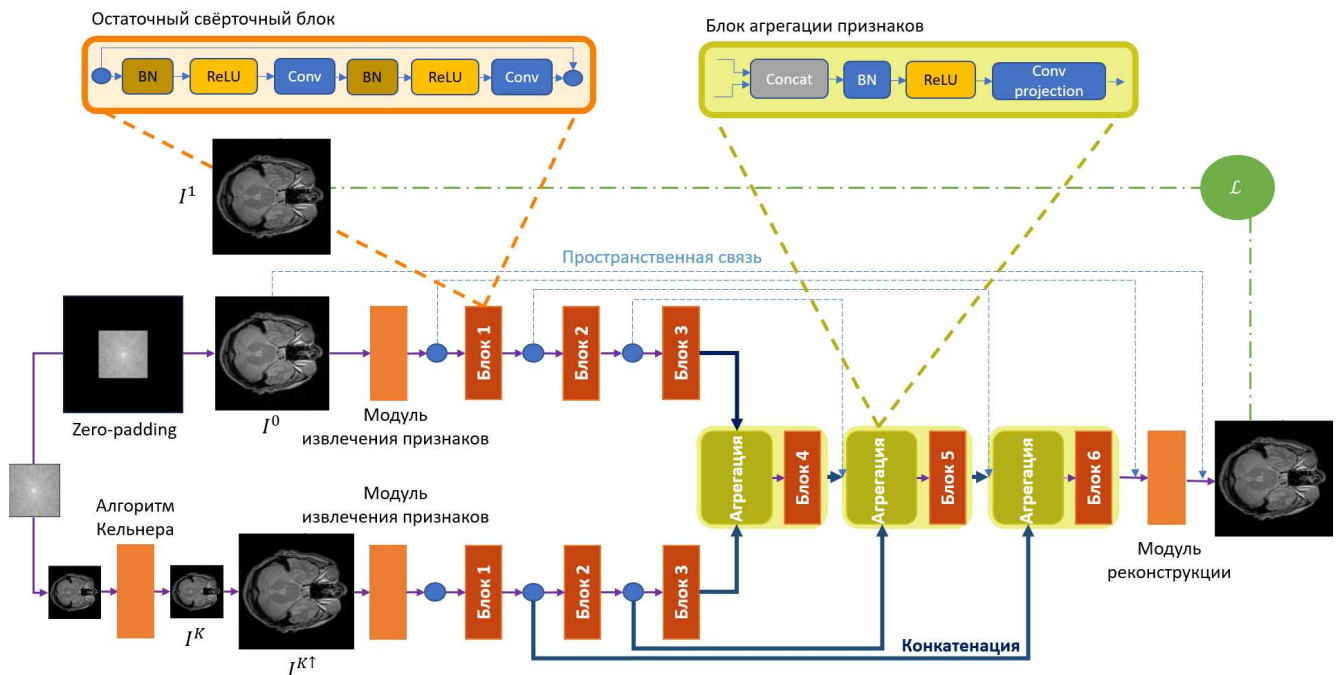 Остаточный свёрточный блок
BN ReLU Conv BN ReLU Conv
Блок агрегации признаков
Concat BN ReLU Conv
projection
I¹
ℒ
Пространственная связь
Блок 1
Блок 2
Блок 3
Zero-padding
I⁰
Модуль
извлечения признаков
Агрегация
Блок 4
Агрегация
Блок 5
Агрегация
Блок 6
Алгоритм
Кельнера
Модуль
извлечения признаков
Блок 1
Блок 2
Блок 3
Модуль
реконструкции
I^K
I^{K↑}
Конкатенация